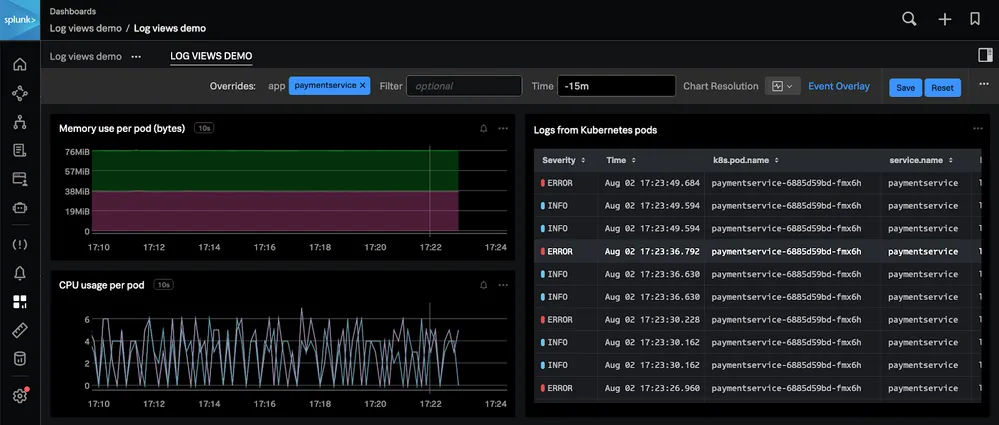 splunk>
Dashboards
Log views demo / Log views demo
Log views demo ••• LOG VIEWS DEMO
Overrides: app paymentservice × Filter optional Time -15m Chart Resolution Event Overlay Save Reset
Memory use per pod (bytes) 10s
76MiB
57MiB
38MiB
19MiB
0
17:10 17:12 17:14 17:16 17:18 17:20 17:22 17:24
CPU usage per pod 10s
6
4
2
0
17:10 17:12 17:14 17:16 17:18 17:20 17:22 17:24
Logs from Kubernetes pods
Severity Time k8s.pod.name service.name
ERROR Aug 02 17:23:49.684 paymentservice-6885d59bd-fmx6h paymentservice
INFO Aug 02 17:23:49.594 paymentservice-6885d59bd-fmx6h paymentservice
INFO Aug 02 17:23:49.594 paymentservice-6885d59bd-fmx6h paymentservice
ERROR Aug 02 17:23:36.792 paymentservice-6885d59bd-fmx6h paymentservice
INFO Aug 02 17:23:36.630 paymentservice-6885d59bd-fmx6h paymentservice
INFO Aug 02 17:23:36.630 paymentservice-6885d59bd-fmx6h paymentservice
ERROR Aug 02 17:23:30.228 paymentservice-6885d59bd-fmx6h paymentservice
INFO Aug 02 17:23:30.162 paymentservice-6885d59bd-fmx6h paymentservice
INFO Aug 02 17:23:30.162 paymentservice-6885d59bd-fmx6h paymentservice
ERROR Aug 02 17:23:26.960 paymentservice-6885d59bd-fmx6h paymentservice